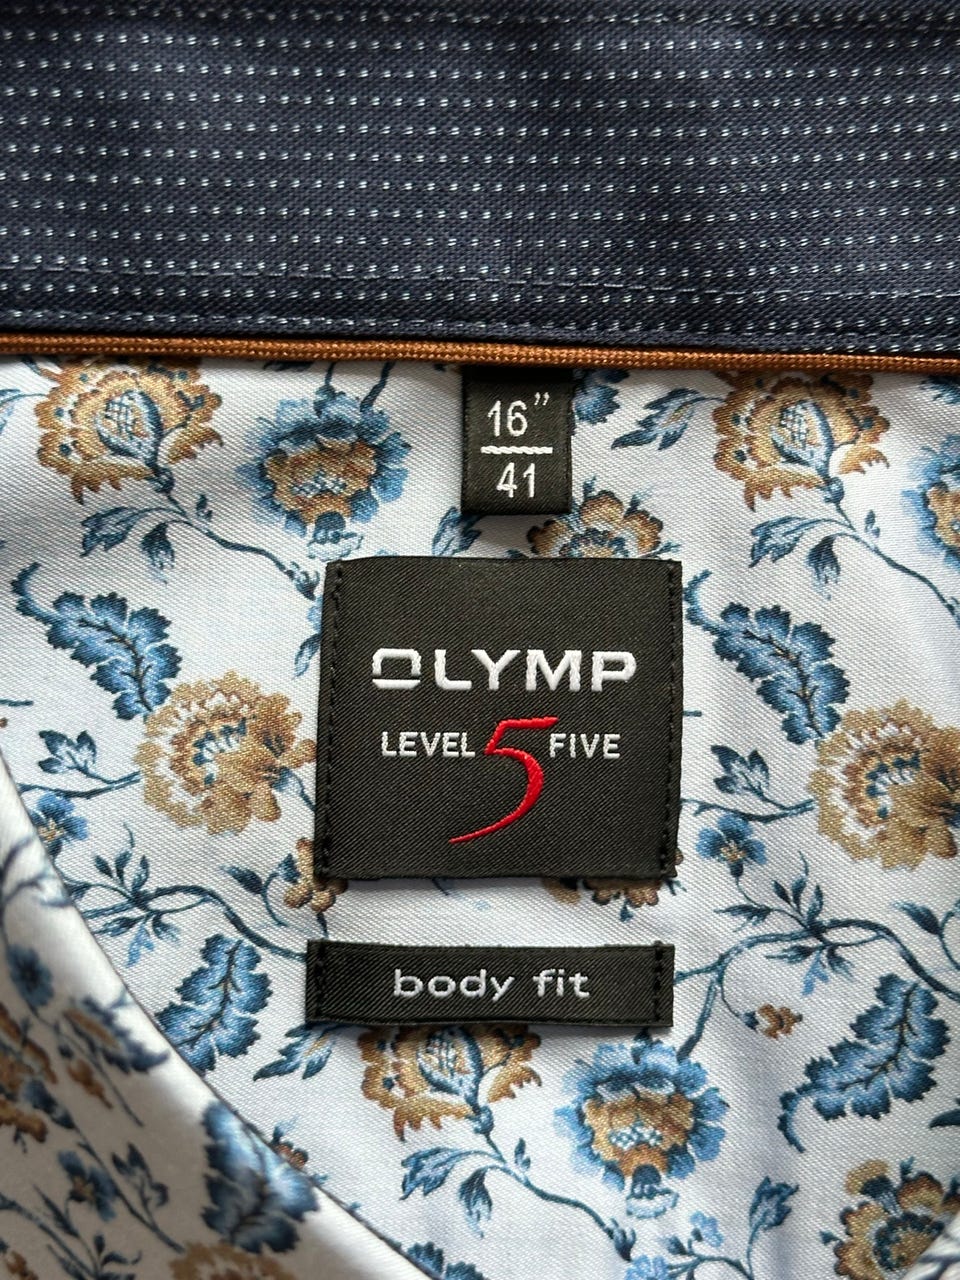 16”
41
OLYMP
LEVEL 5 FIVE
body fit